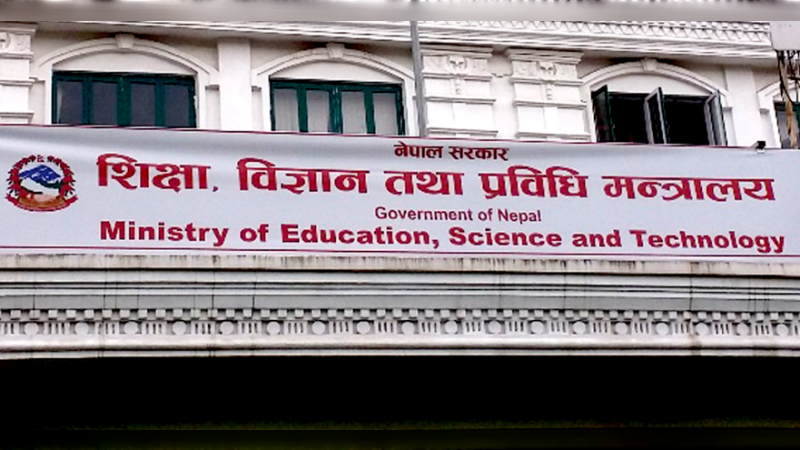 नेपाल सरकार
शिक्षा, विज्ञान तथा प्रविधि मन्त्रालय
Government of Nepal
Ministry of Education, Science and Technology